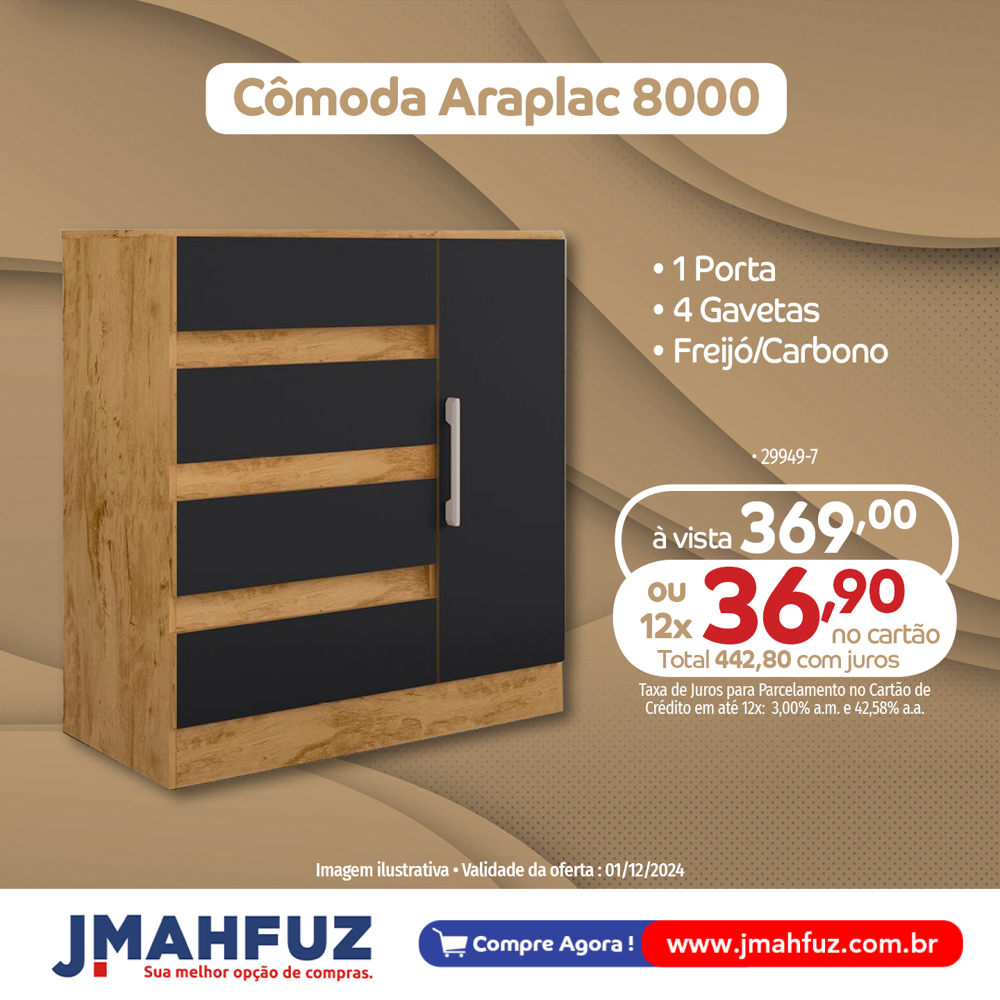 Cômoda Araplac 8000
• 1 Porta
• 4 Gavetas
• Freijó/Carbono
• 29949-7
à vista 369,00
ou 12x 36,90 no cartão
Total 442,80 com juros
Taxa de Juros para Parcelamento no Cartão de
Crédito em até 12x: 3,00% a.m. e 42,58% a.a.
Imagem ilustrativa • Validade da oferta : 01/12/2024
JMAHFUZ
Sua melhor opção de compras.
Compre Agora !
www.jmahfuz.com.br